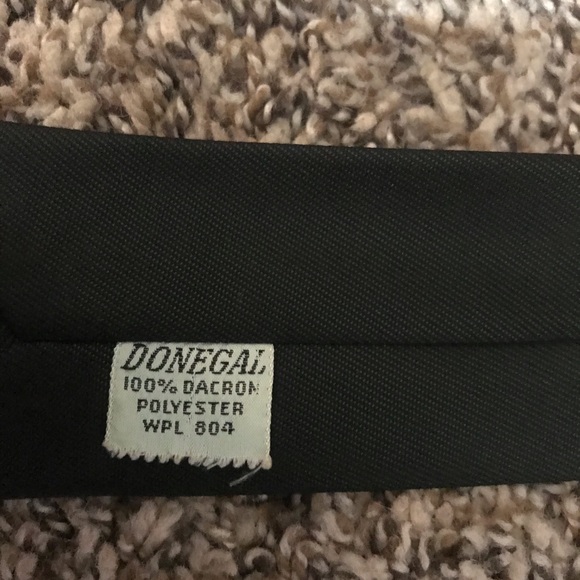 DONEGAL
100% DACRON
POLYESTER
WPL 804